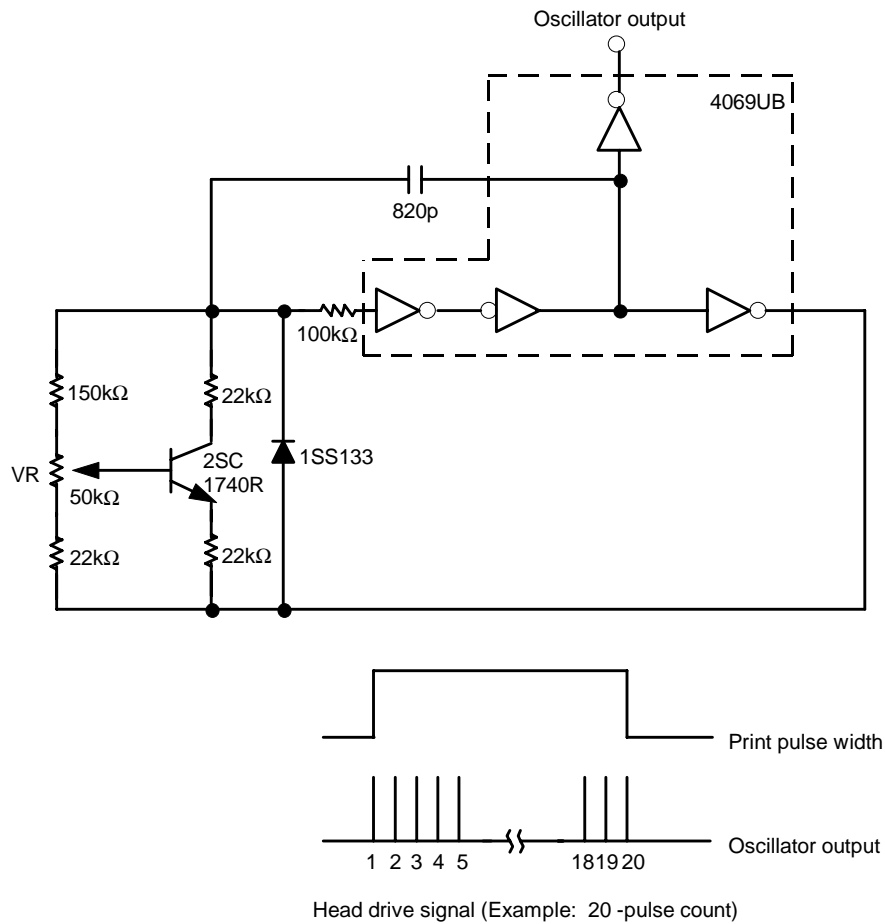 Oscillator output
4069UB
820p
100kΩ
150kΩ
22kΩ
2SC
1740R
1SS133
VR
50kΩ
22kΩ
22kΩ
Print pulse width
Oscillator output
1 2 3 4 5 18 19 20
Head drive signal (Example: 20 -pulse count)